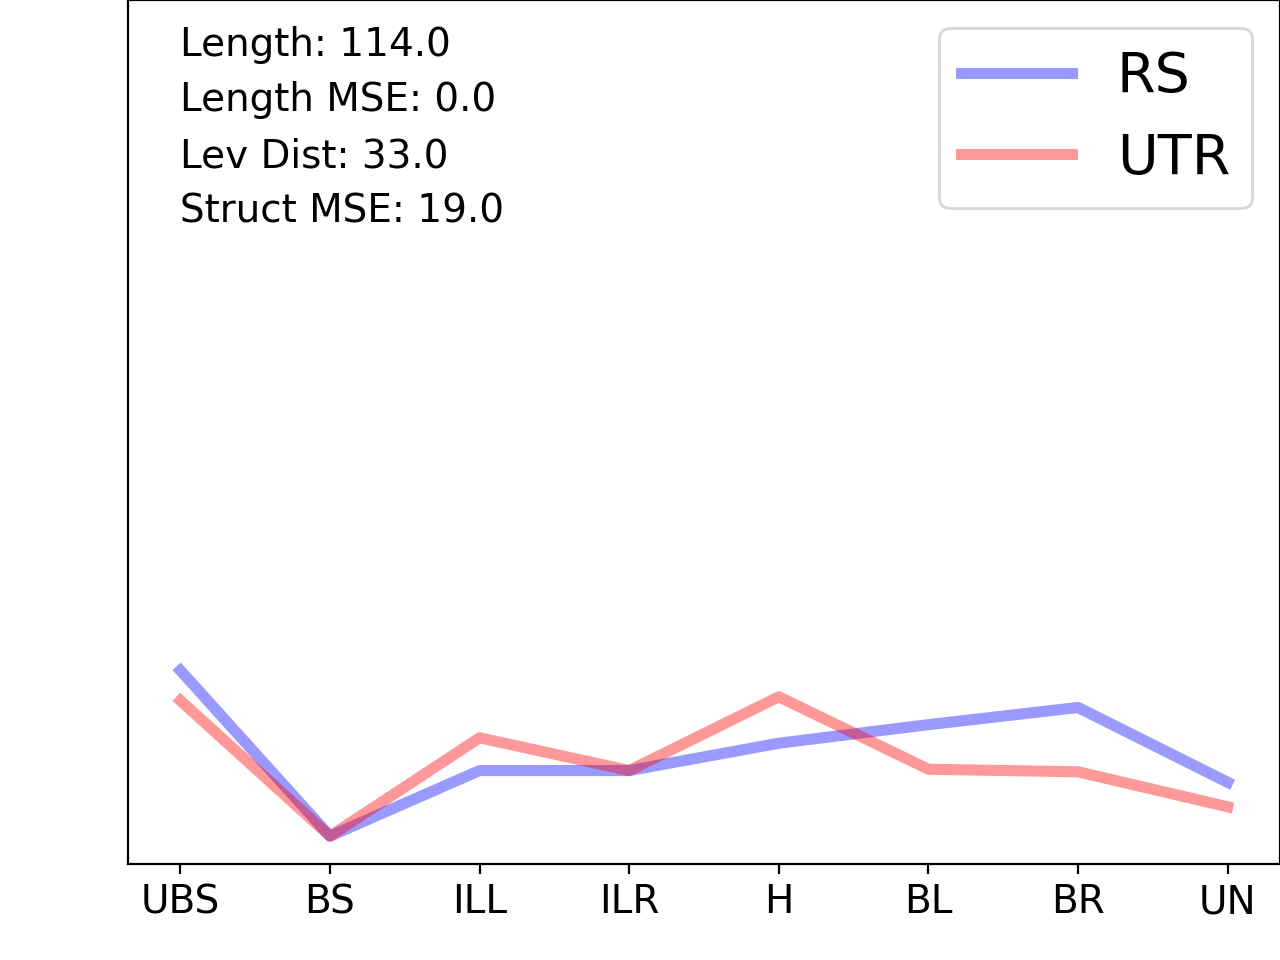 Length: 114.0
Length MSE: 0.0
Lev Dist: 33.0
Struct MSE: 19.0
RS
UTR
UBS BS ILL ILR H BL BR UN